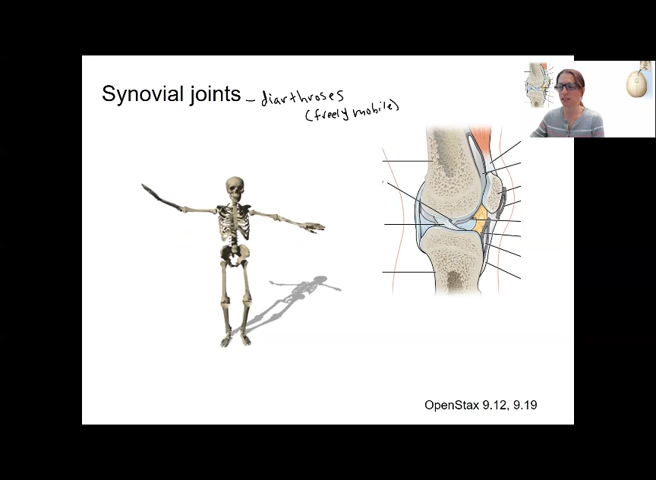 Synovial joints – diarthroses
(freely mobile)
OpenStax 9.12, 9.19